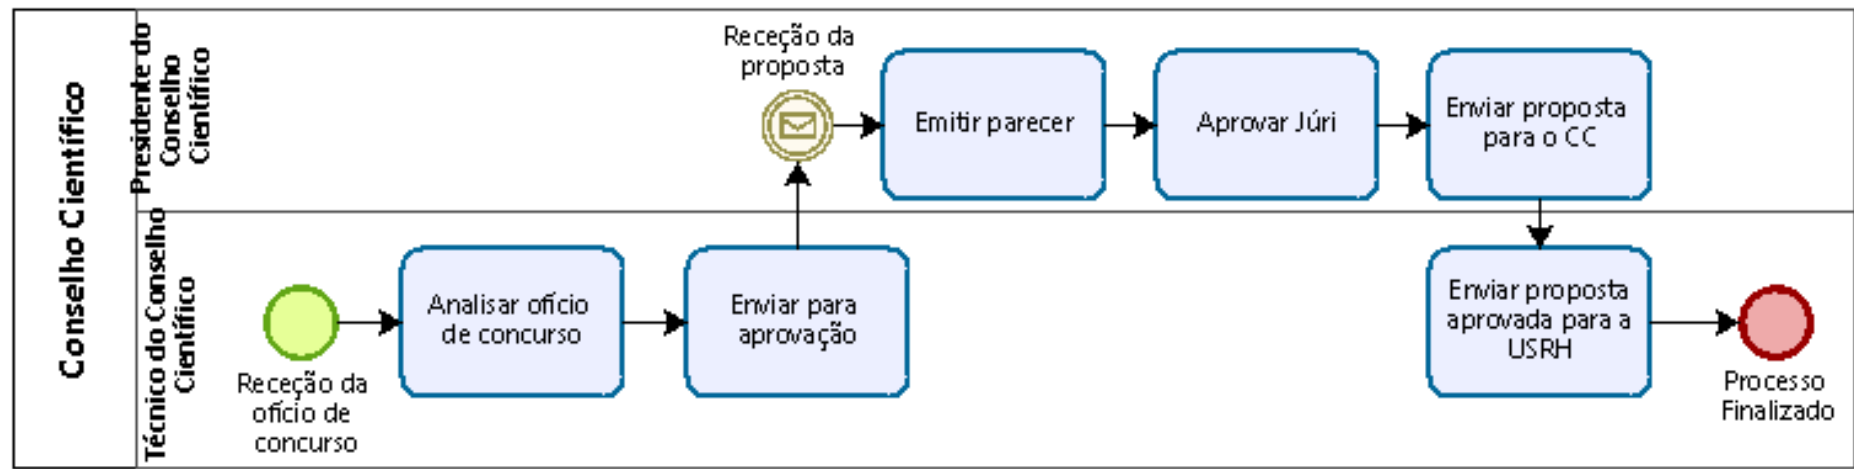 Conselho Científico
Presidente do
Conselho
Científico
Receção da
proposta
Emitir parecer
Aprovar Júri
Enviar proposta
para o CC
Técnico do Conselho
Científico
Receção da
ofício de
concurso
Analisar ofício
de concurso
Enviar para
aprovação
Enviar proposta
aprovada para a
USRH
Processo
Finalizado